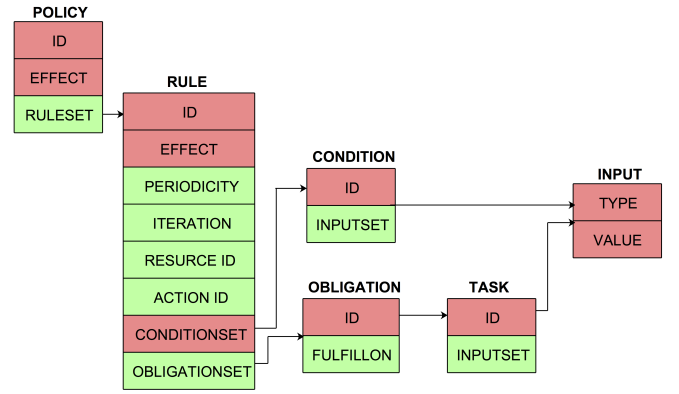 POLICY
ID
EFFECT
RULESET
RULE
ID
EFFECT
PERIODICITY
ITERATION
RESURCE ID
ACTION ID
CONDITIONSET
OBLIGATIONSET
CONDITION
ID
INPUTSET
OBLIGATION
ID
FULFILLON
TASK
ID
INPUTSET
INPUT
TYPE
VALUE